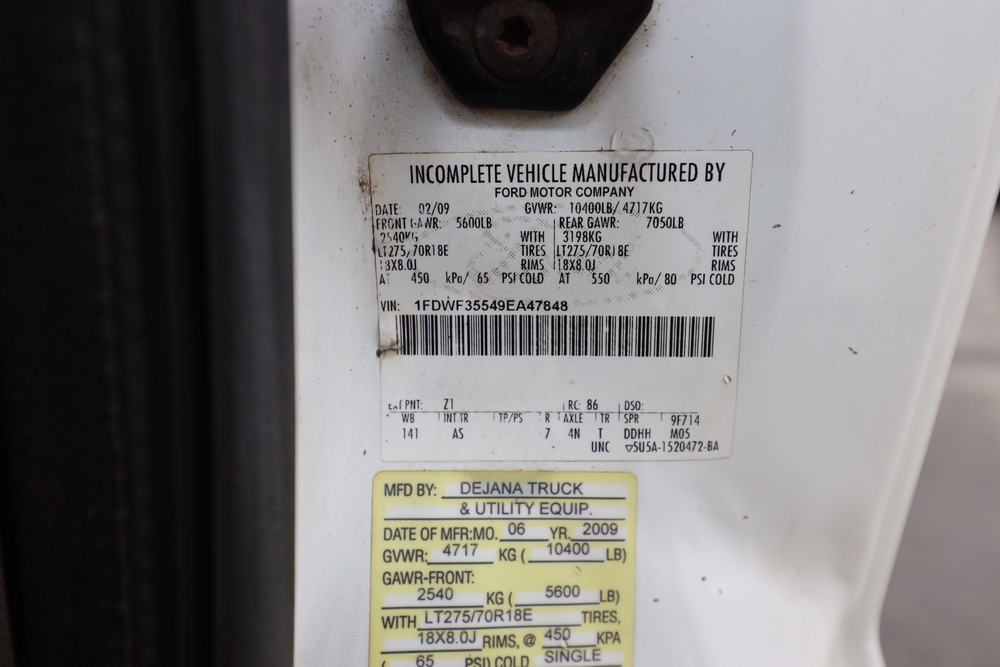 INCOMPLETE VEHICLE MANUFACTURED BY
FORD MOTOR COMPANY
DATE: 02/09 GVWR: 10400LB/ 4717KG
FRONT GAWR: 5600LB REAR GAWR: 7050LB
2540KG WITH 3198KG WITH
LT275/70R18E TIRES LT275/70R18E TIRES
18X8.0J RIMS 18X8.0J RIMS
AT 450 kPa/ 65 PSI COLD AT 550 kPa/ 80 PSI COLD
VIN: 1FDWF35549EA47848
EXT PNT: Z1 RC: 86 DSO:
WB INT TR TP/PS R AXLE TR SPR 9F714
141 AS 7 4N T DDHH M05
UNC ▽5U5A-1520472-BA
MFD BY: DEJANA TRUCK
& UTILITY EQUIP.
DATE OF MFR: MO. 06 YR. 2009
GVWR: 4717 KG ( 10400 LB)
GAWR-FRONT:
2540 KG ( 5600 LB)
WITH LT275/70R18E TIRES,
18X8.0J RIMS, @ 450 KPA
( 65 PSI) COLD SINGLE